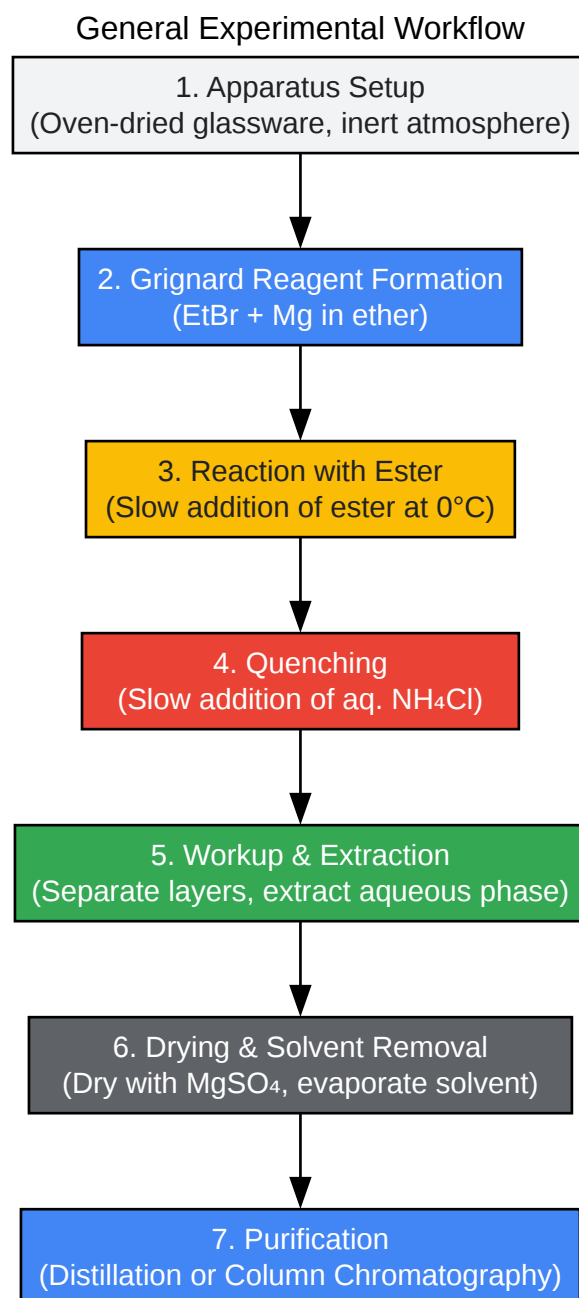 General Experimental Workflow
1. Apparatus Setup
(Oven-dried glassware, inert atmosphere)
2. Grignard Reagent Formation
(EtBr + Mg in ether)
3. Reaction with Ester
(Slow addition of ester at 0°C)
4. Quenching
(Slow addition of aq. NH₄Cl)
5. Workup & Extraction
(Separate layers, extract aqueous phase)
6. Drying & Solvent Removal
(Dry with MgSO₄, evaporate solvent)
7. Purification
(Distillation or Column Chromatography)